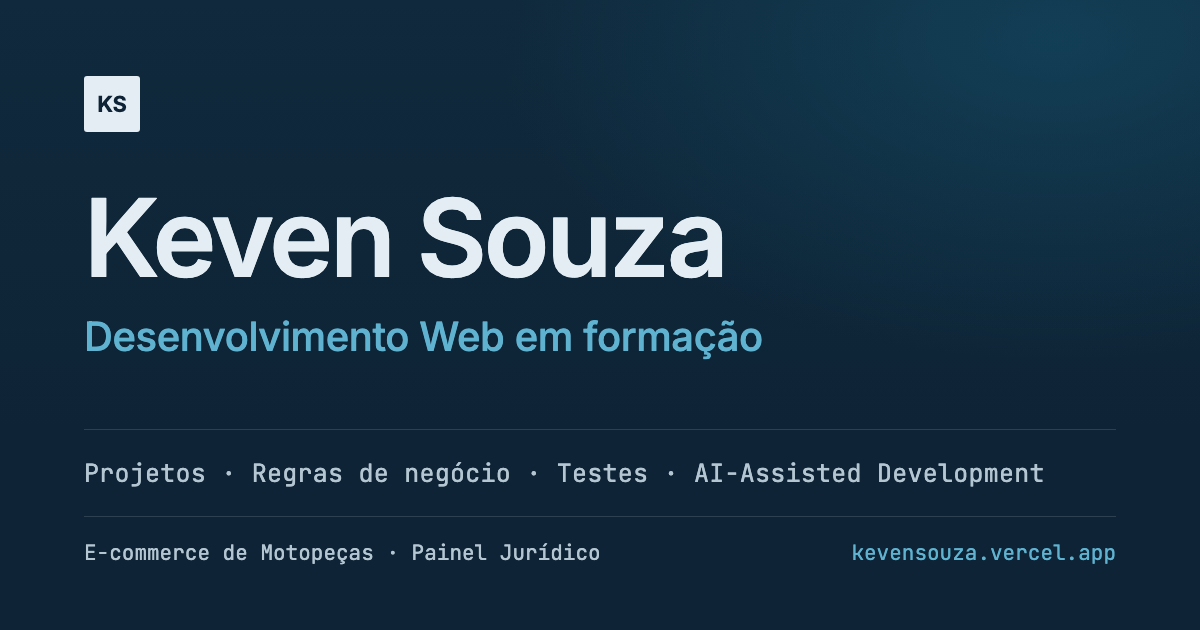 KS
Keven Souza
Desenvolvimento Web em formação
Projetos · Regras de negócio · Testes · AI-Assisted Development
E-commerce de Motopeças · Painel Jurídico
kevensouza.vercel.app